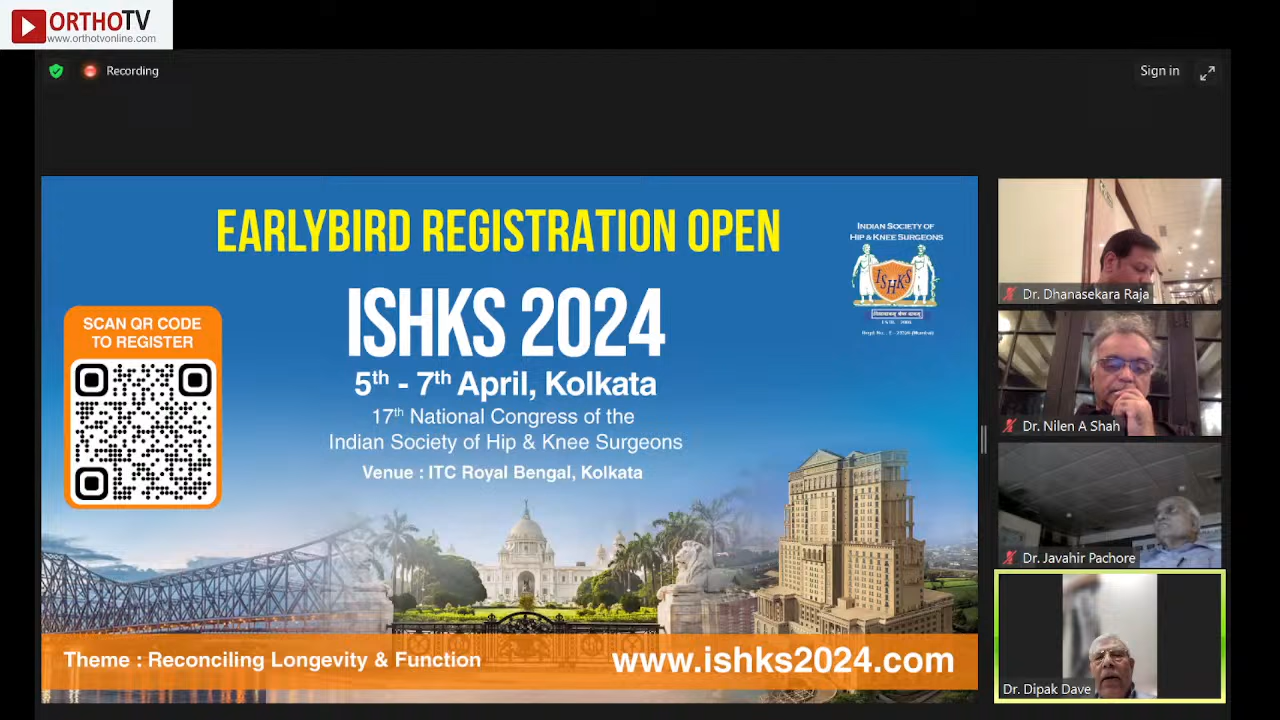 ORTHOTV
www.orthotvonline.com
Recording
Sign in
EARLYBIRD REGISTRATION OPEN
INDIAN SOCIETY OF
HIP & KNEE SURGEONS
ISHKS
SCAN QR CODE
TO REGISTER
ISHKS 2024
5th - 7th April, Kolkata
17th National Congress of the
Indian Society of Hip & Knee Surgeons
Venue : ITC Royal Bengal, Kolkata
Theme : Reconciling Longevity & Function
www.ishks2024.com
Dr. Dhanasekara Raja
Dr. Nilen A Shah
Dr. Javahir Pachore
Dr. Dipak Dave